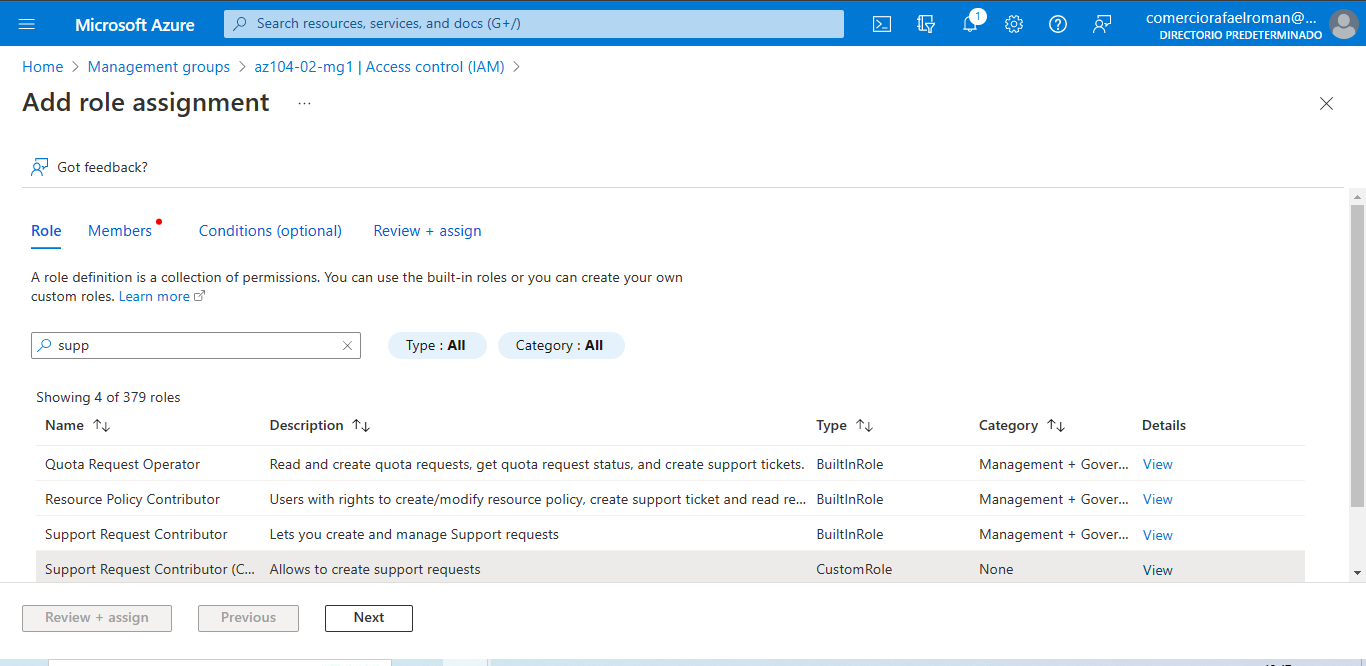 Microsoft Azure
Search resources, services, and docs (G+/)
1
comerciorafaelroman@...
DIRECTORIO PREDETERMINADO
Home > Management groups > az104-02-mg1 | Access control (IAM) >
Add role assignment ...
Got feedback?
Role Members Conditions (optional) Review + assign
A role definition is a collection of permissions. You can use the built-in roles or you can create your own
custom roles. Learn more
supp
Type : All
Category : All
Showing 4 of 379 roles
Name Description Type Category Details
Quota Request Operator Read and create quota requests, get quota request status, and create support tickets. BuiltInRole Management + Gover... View
Resource Policy Contributor Users with rights to create/modify resource policy, create support ticket and read re... BuiltInRole Management + Gover... View
Support Request Contributor Lets you create and manage Support requests BuiltInRole Management + Gover... View
Support Request Contributor (C... Allows to create support requests CustomRole None View
Review + assign Previous Next